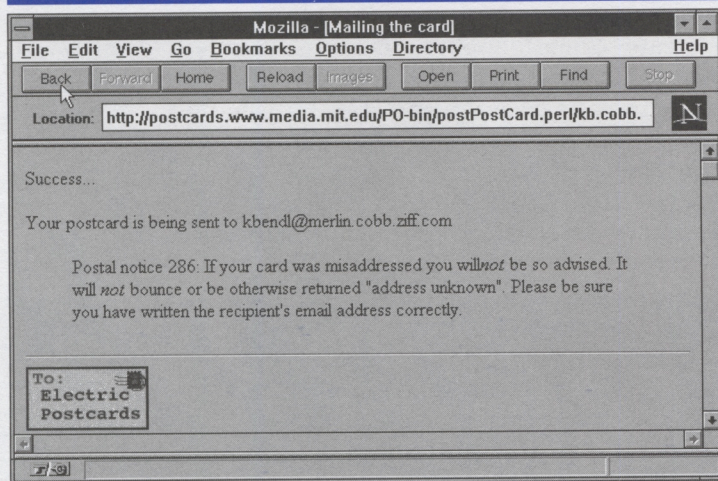 Mozilla - [Mailing the card]
File Edit View Go Bookmarks Options Directory Help
Back Forward Home Reload Images Open Print Find Stop
Location: http://postcards.www.media.mit.edu/PO-bin/postPostCard.perl/kb.cobb.
N
Success...
Your postcard is being sent to kbendl@merlin.cobb.ziff.com
Postal notice 286: If your card was misaddressed you willnot be so advised. It
will not bounce or be otherwise returned "address unknown". Please be sure
you have written the recipient's email address correctly.
To:
Electric
Postcards